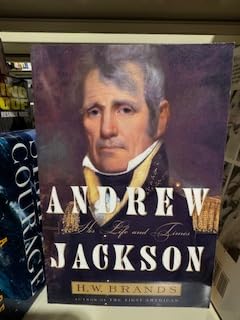 ANDREW
His Life and Times
JACKSON
H.W. BRANDS
AUTHOR OF THE FIRST AMERICAN
COURAGE